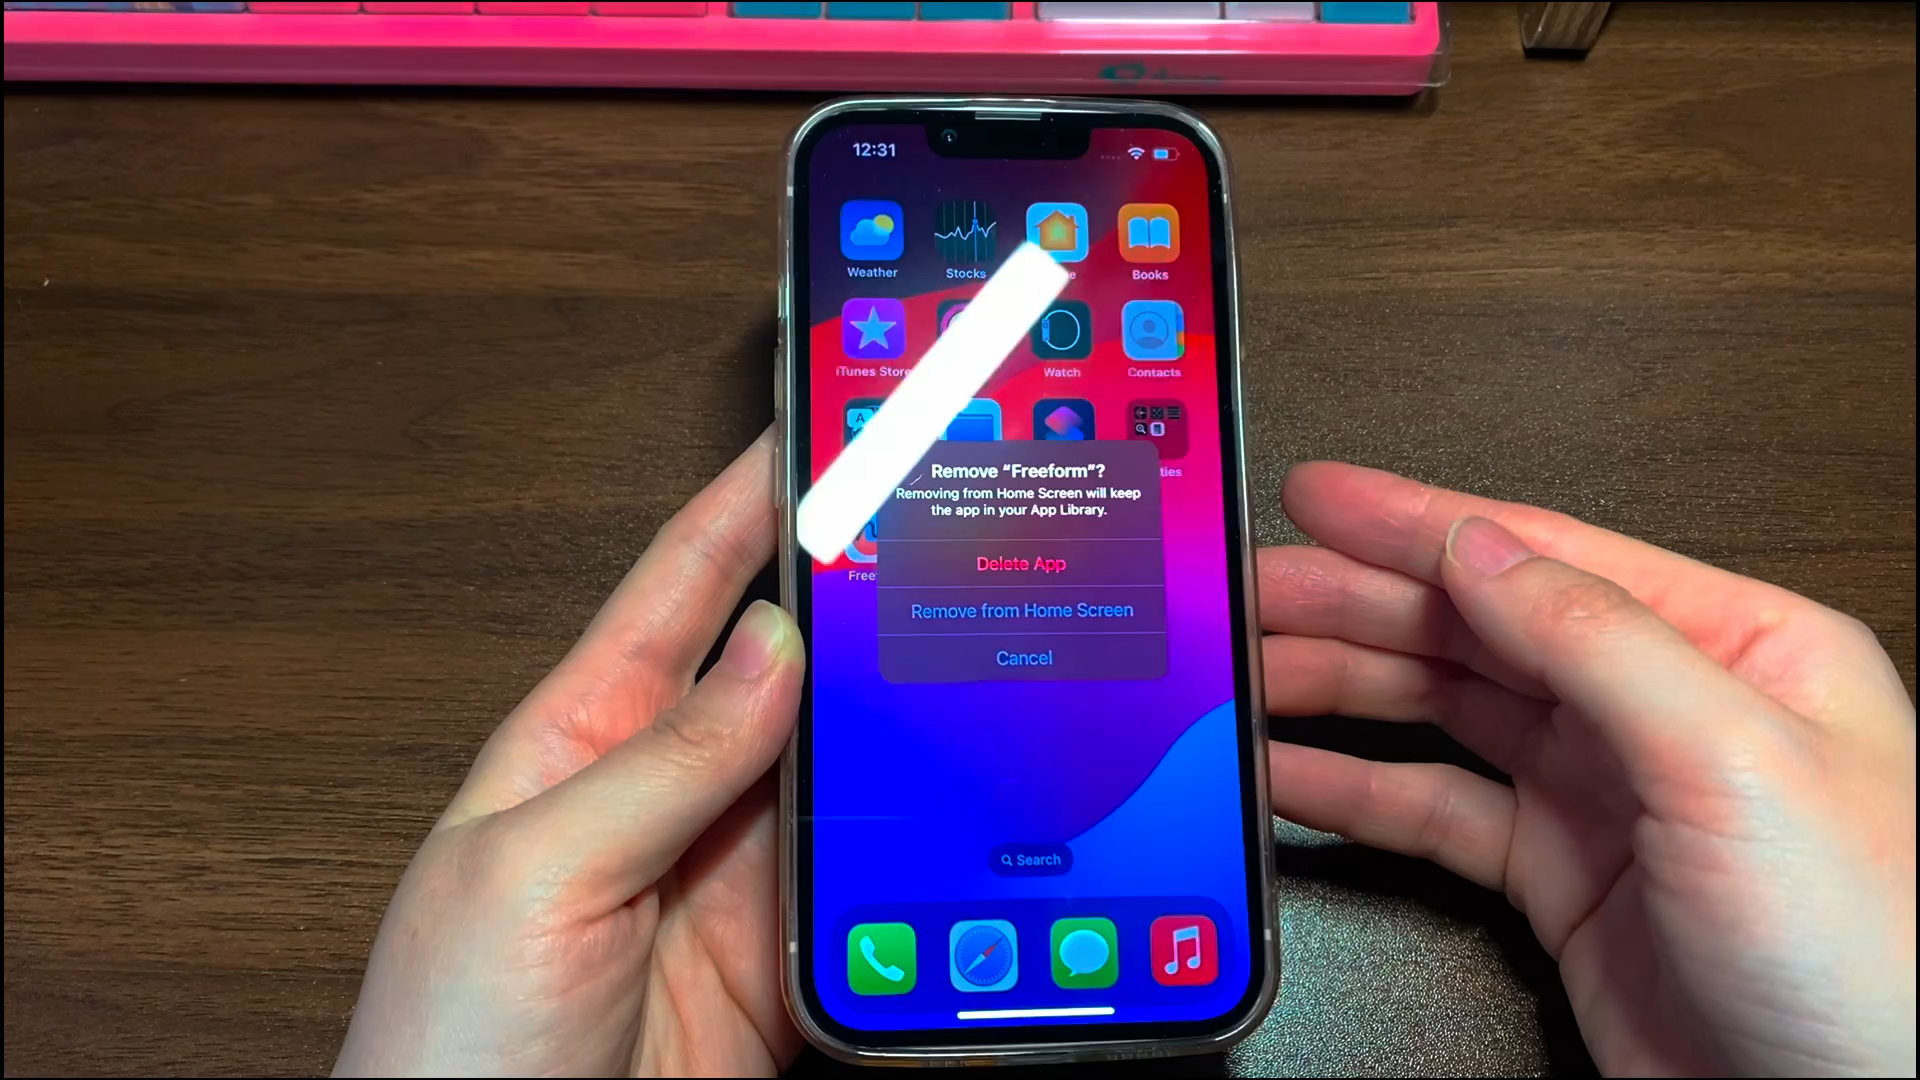 12:31
Weather
Stocks
Books
iTunes Store
Watch
Contacts
Remove “Freeform”?
Removing from Home Screen will keep
the app in your App Library.
Delete App
Remove from Home Screen
Cancel
Search